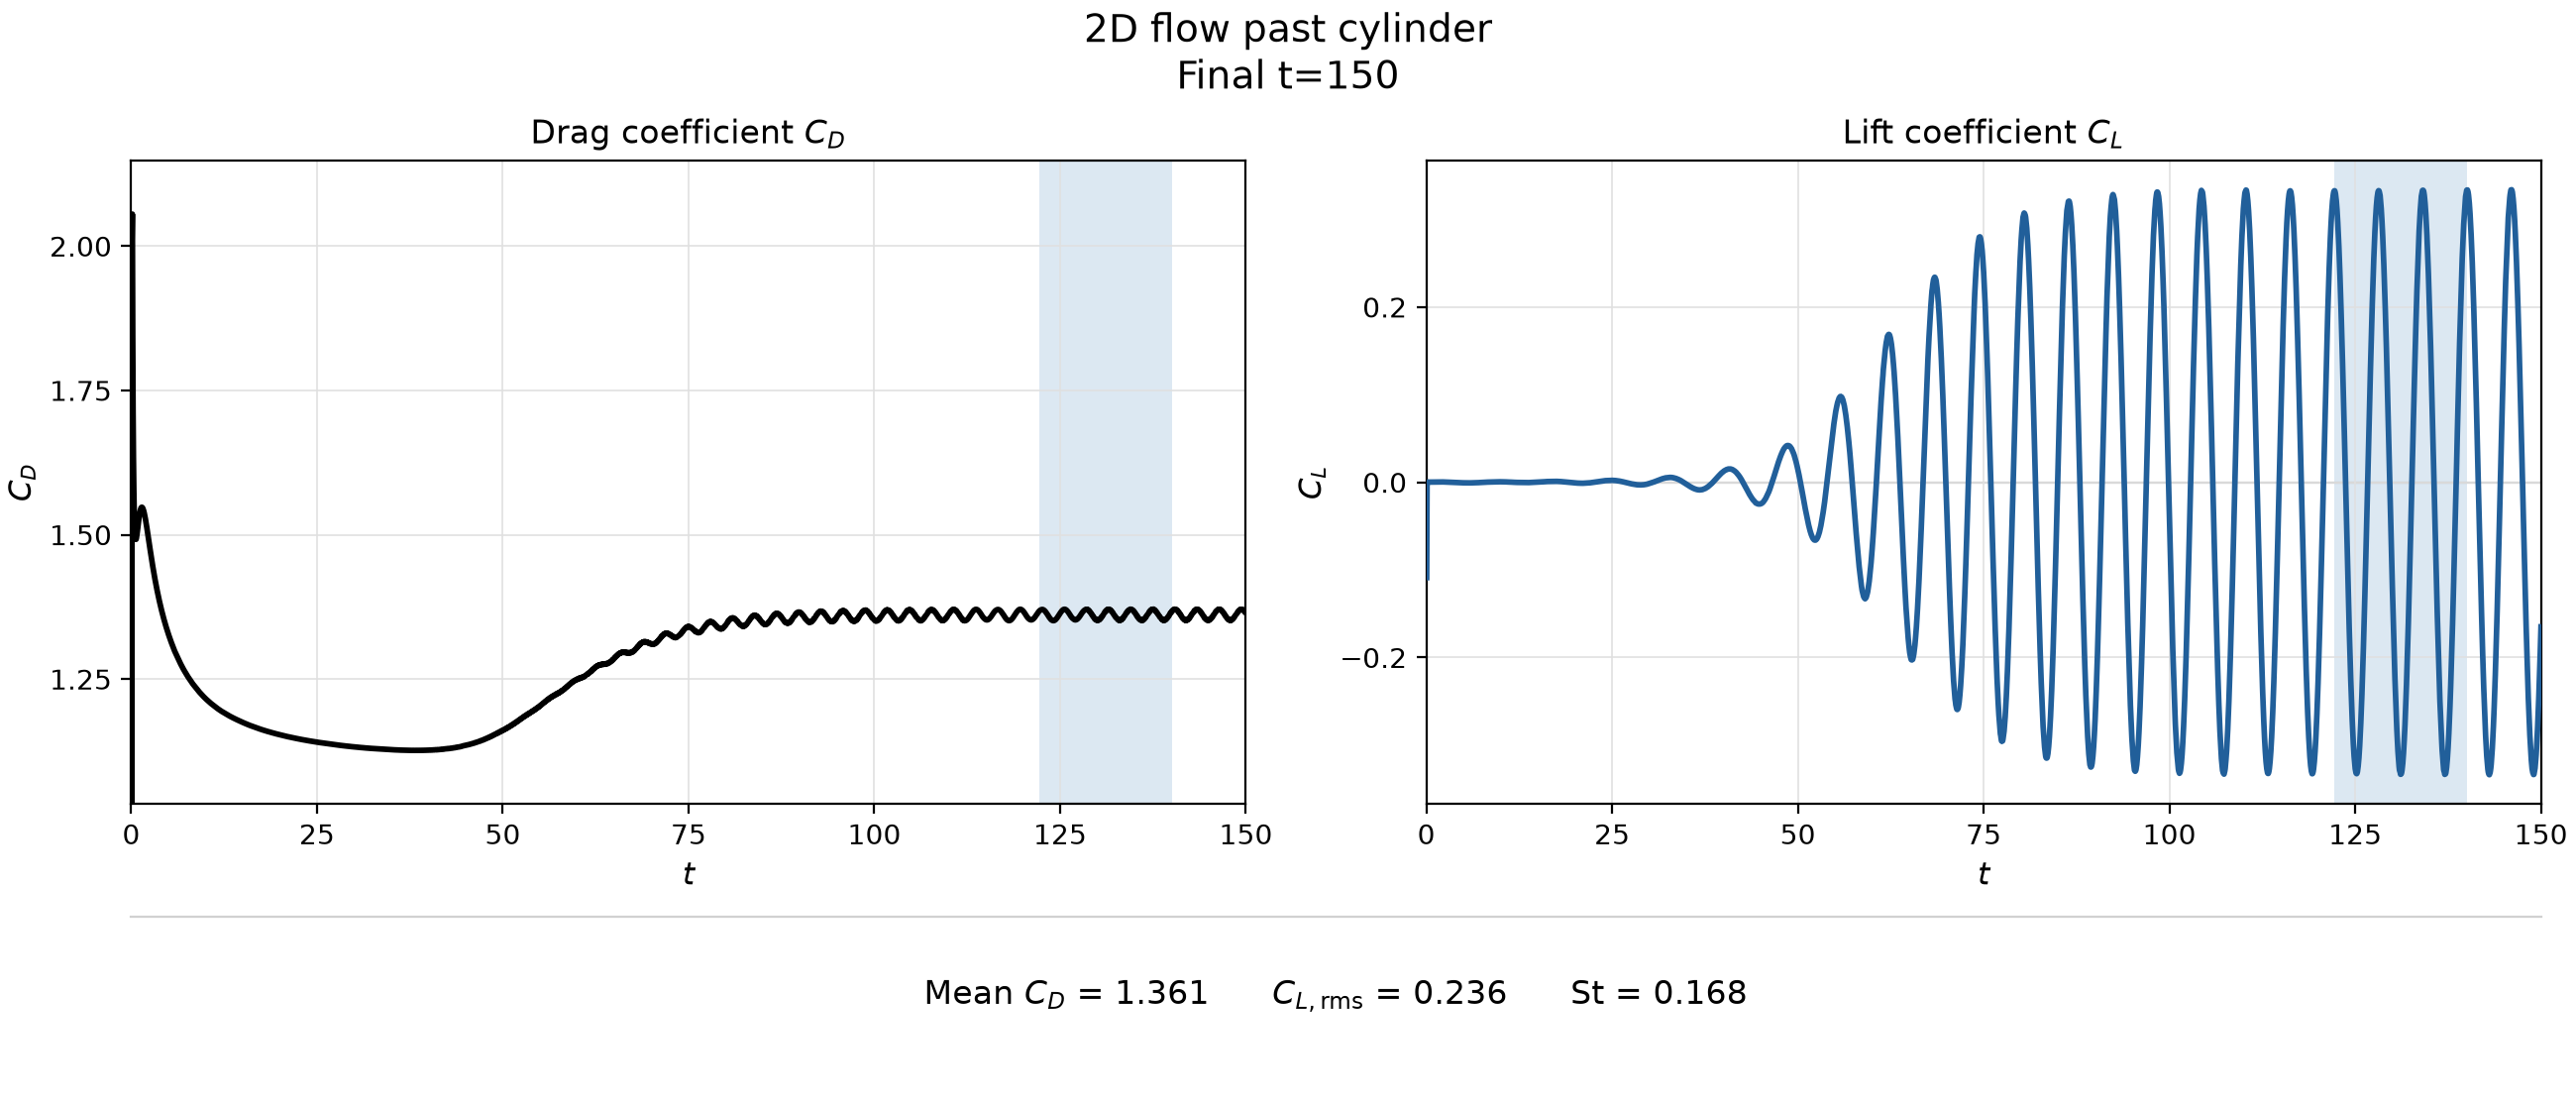 2D flow past cylinder
Final t=150
Drag coefficient C_D
C_D
2.00
1.75
1.50
1.25
0 25 50 75 100 125 150
t
Lift coefficient C_L
C_L
0.2
0.0
−0.2
0 25 50 75 100 125 150
t
Mean C_D = 1.361 C_L,rms = 0.236 St = 0.168